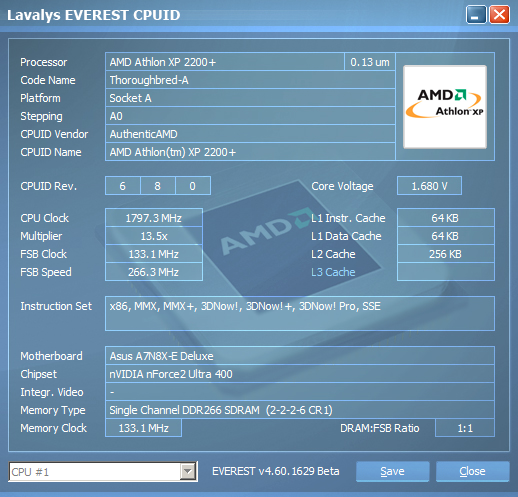 Lavalys EVEREST CPUID
Processor AMD Athlon XP 2200+ 0.13 um
Code Name Thoroughbred-A
Platform Socket A
Stepping A0
CPUID Vendor AuthenticAMD
CPUID Name AMD Athlon(tm) XP 2200+
AMD
Athlon XP
CPUID Rev. 6 8 0 Core Voltage 1.680 V
CPU Clock 1797.3 MHz L1 Instr. Cache 64 KB
Multiplier 13.5x L1 Data Cache 64 KB
FSB Clock 133.1 MHz L2 Cache 256 KB
FSB Speed 266.3 MHz L3 Cache
AMD
Instruction Set x86, MMX, MMX+, 3DNow!, 3DNow!+, 3DNow! Pro, SSE
Motherboard Asus A7N8X-E Deluxe
Chipset nVIDIA nForce2 Ultra 400
Integr. Video -
Memory Type Single Channel DDR266 SDRAM (2-2-2-6 CR1)
Memory Clock 133.1 MHz DRAM:FSB Ratio 1:1
CPU #1 EVEREST v4.60.1629 Beta Save Close